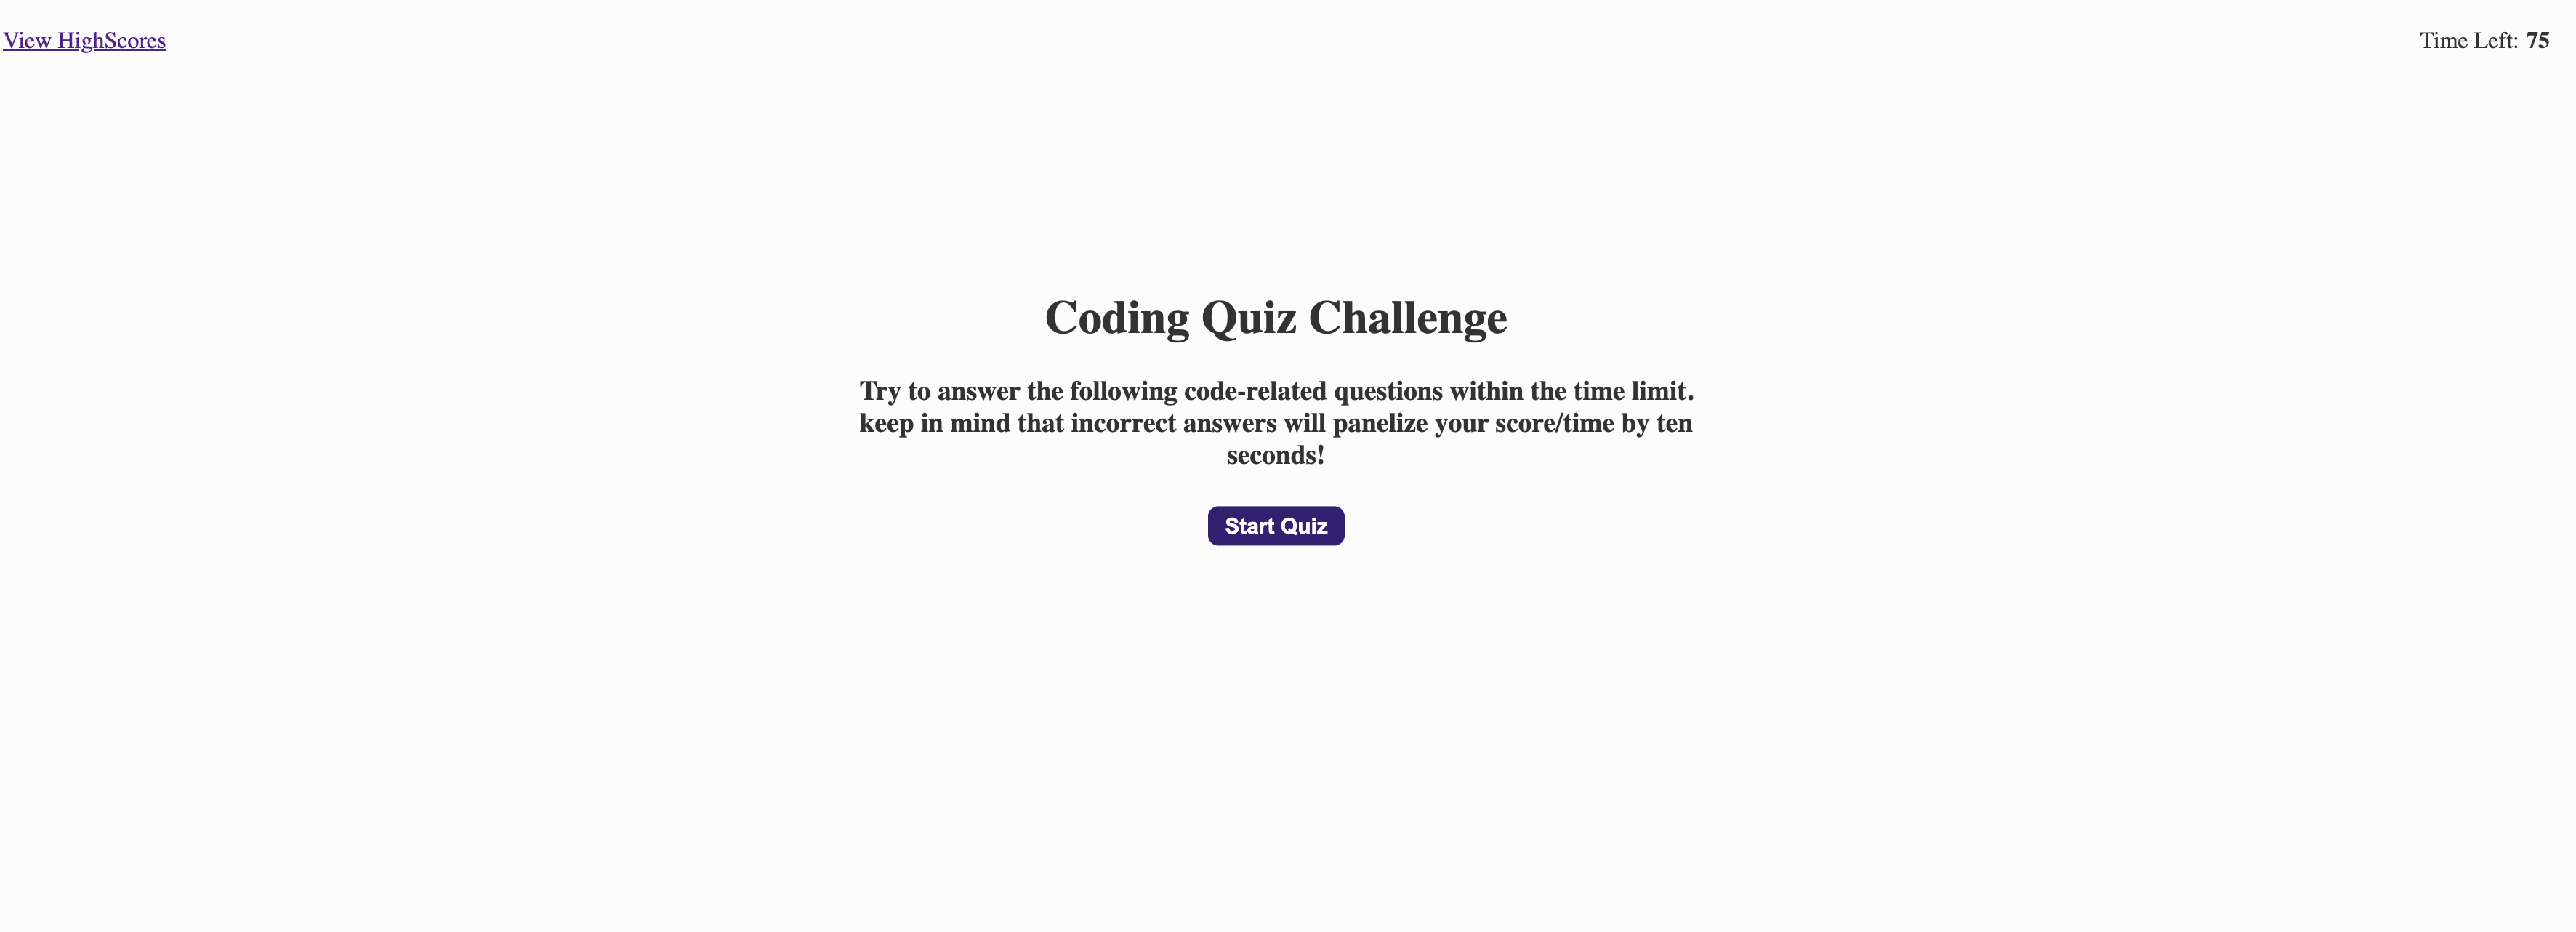 View HighScores
Time Left: 75
Coding Quiz Challenge
Try to answer the following code-related questions within the time limit.
keep in mind that incorrect answers will panelize your score/time by ten
seconds!
Start Quiz